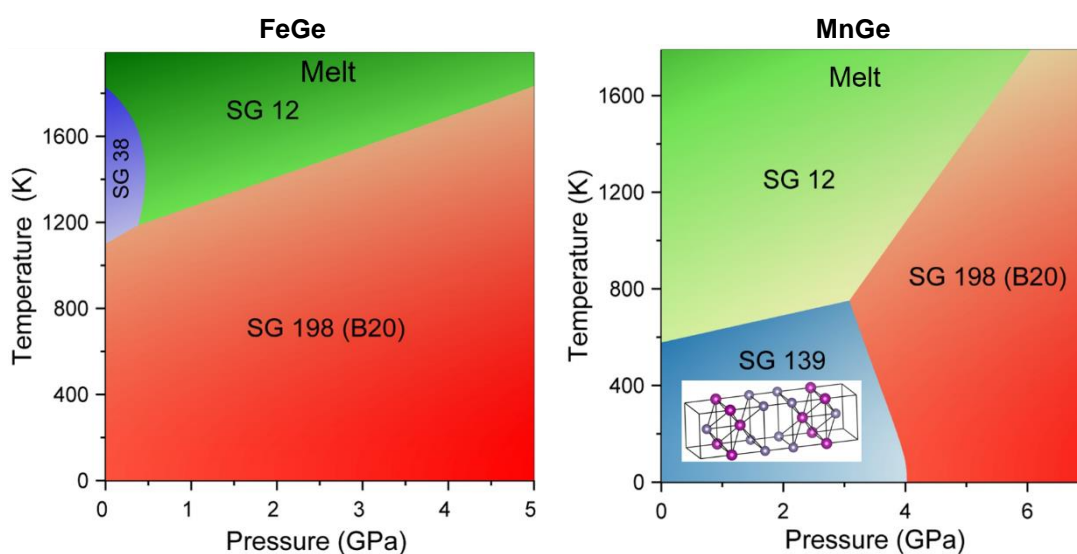 FeGe
Melt
SG 12
SG 38
SG 198 (B20)
Temperature (K)
1600
1200
800
400
0
0 1 2 3 4 5
Pressure (GPa)
MnGe
Melt
SG 12
SG 198 (B20)
SG 139
Temperature (K)
1600
1200
800
400
0
0 2 4 6
Pressure (GPa)